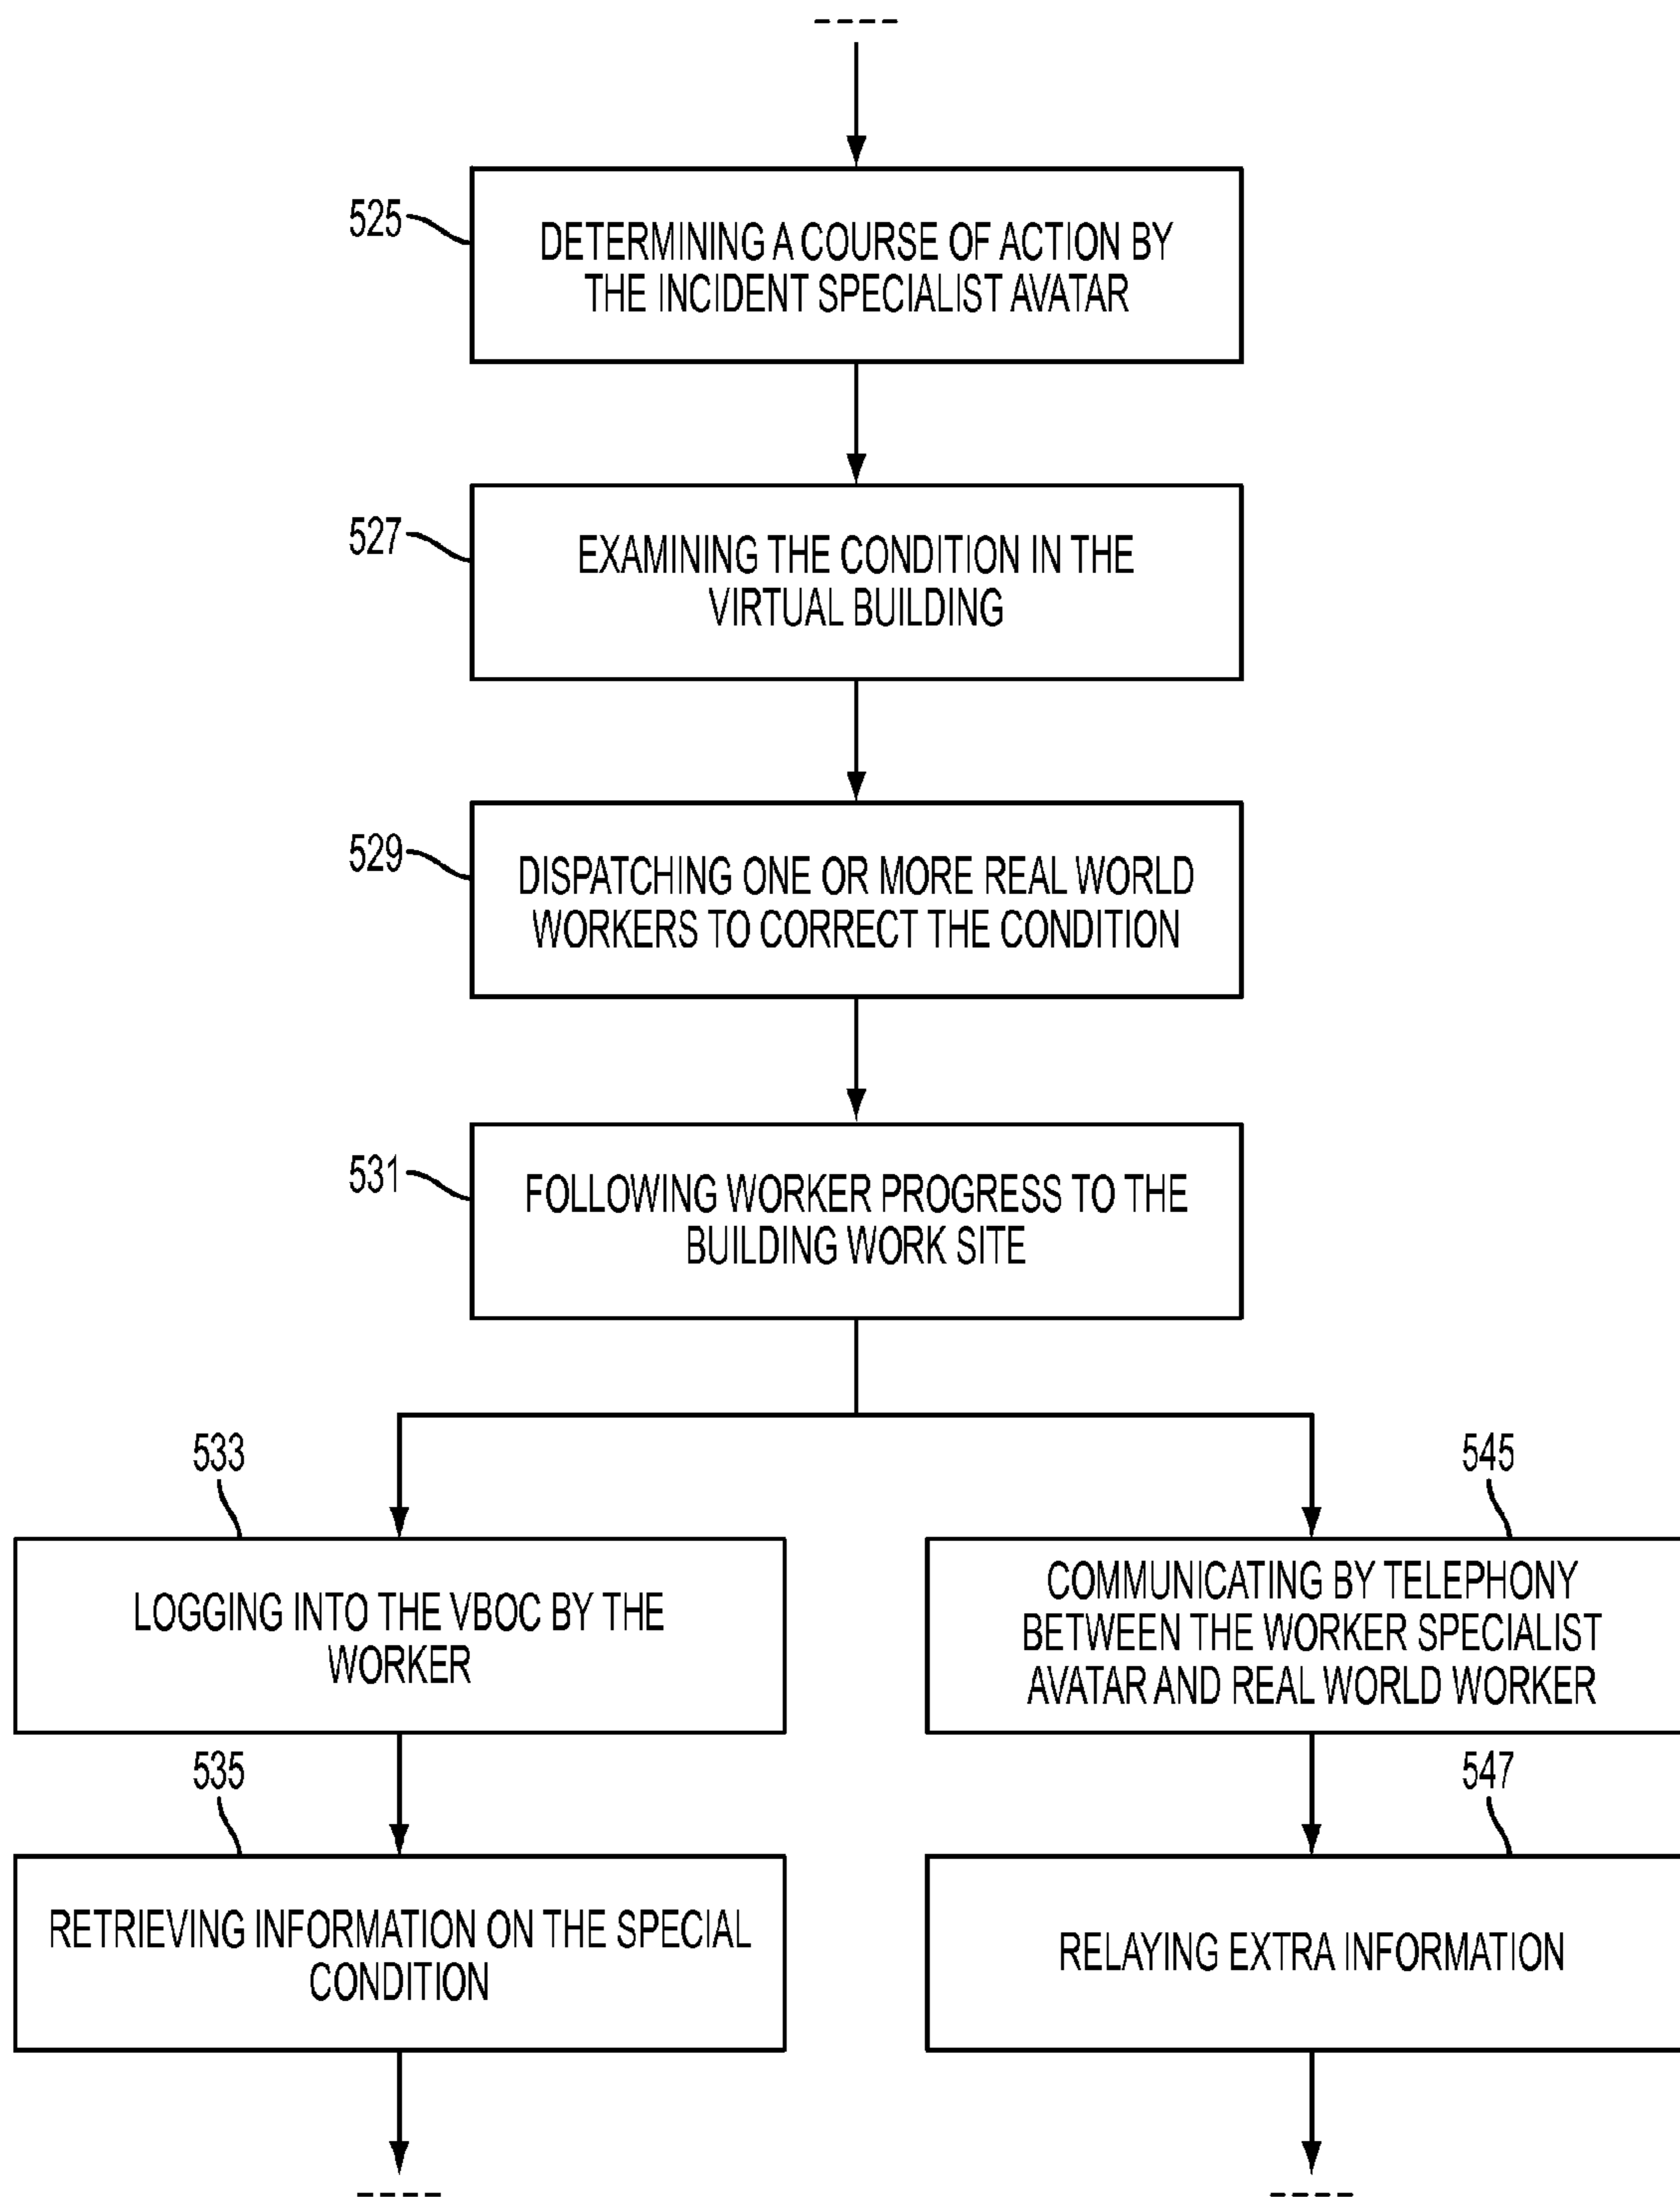 525
DETERMINING A COURSE OF ACTION BY
THE INCIDENT SPECIALIST AVATAR
527
EXAMINING THE CONDITION IN THE
VIRTUAL BUILDING
529
DISPATCHING ONE OR MORE REAL WORLD
WORKERS TO CORRECT THE CONDITION
531
FOLLOWING WORKER PROGRESS TO THE
BUILDING WORK SITE
533
LOGGING INTO THE VBOC BY THE
WORKER
535
RETRIEVING INFORMATION ON THE SPECIAL
CONDITION
545
COMMUNICATING BY TELEPHONY
BETWEEN THE WORKER SPECIALIST
AVATAR AND REAL WORLD WORKER
547
RELAYING EXTRA INFORMATION